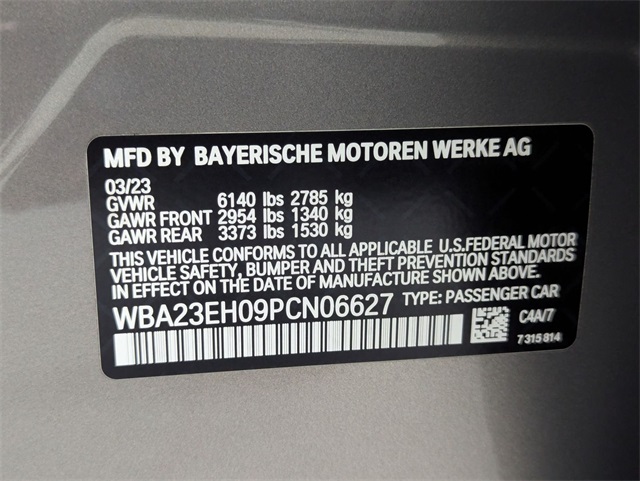 MFD BY BAYERISCHE MOTOREN WERKE AG
03/23
GVWR 6140 lbs 2785 kg
GAWR FRONT 2954 lbs 1340 kg
GAWR REAR 3373 lbs 1530 kg
THIS VEHICLE CONFORMS TO ALL APPLICABLE U.S.FEDERAL MOTOR
VEHICLE SAFETY, BUMPER AND THEFT PREVENTION STANDARDS
IN EFFECT ON THE DATE OF MANUFACTURE SHOWN ABOVE.
WBA23EH09PCN06627 TYPE: PASSENGER CAR
C4A/7
7 315 814